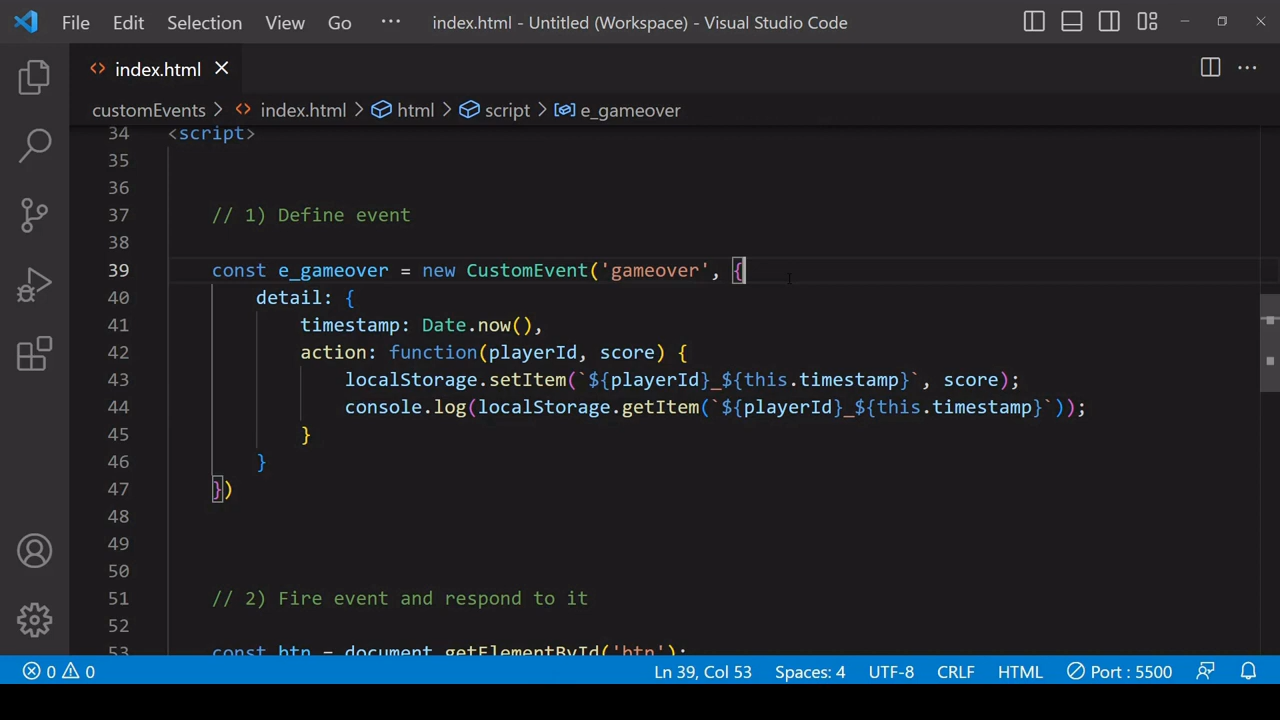 File Edit Selection View Go ··· index.html - Untitled (Workspace) - Visual Studio Code
<> index.html
customEvents > <> index.html > html > script > e_gameover
34 <script>
35
36
37 // 1) Define event
38
39 const e_gameover = new CustomEvent('gameover', {
40 detail: {
41 timestamp: Date.now(),
42 action: function(playerId, score) {
43 localStorage.setItem(`${playerId}_${this.timestamp}`, score);
44 console.log(localStorage.getItem(`${playerId}_${this.timestamp}`));
45 }
46 }
47 })
48
49
50
51 // 2) Fire event and respond to it
52
53 const btn = document.getElementById('btn');
0 0 Ln 39, Col 53 Spaces: 4 UTF-8 CRLF HTML Port : 5500